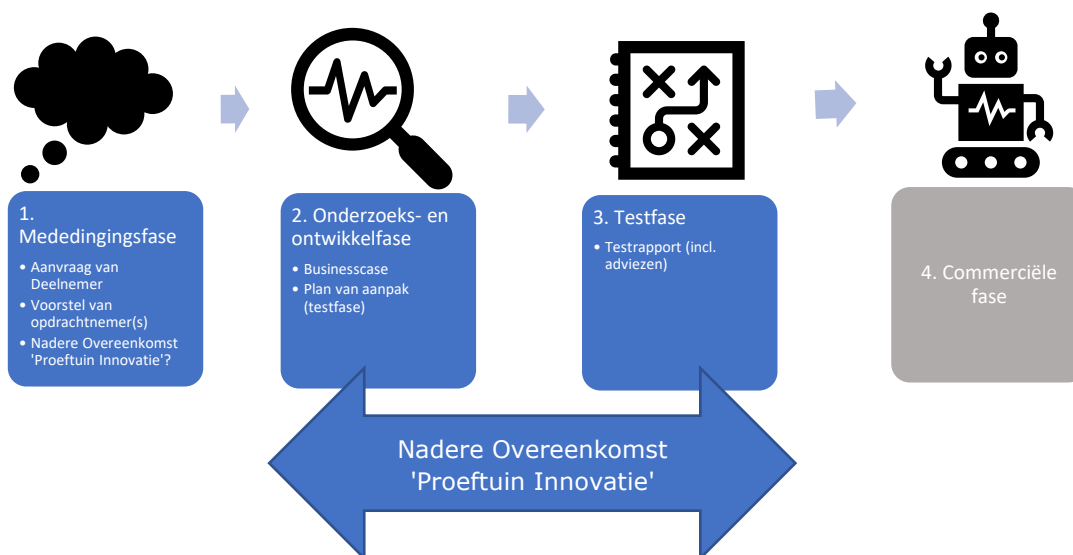 1.
Mededingingsfase
• Aanvraag van
Deelnemer
• Voorstel van
opdrachtnemer(s)
• Nadere Overeenkomst
'Proeftuin Innovatie'?
2. Onderzoeks- en
ontwikkelfase
• Businesscase
• Plan van aanpak
(testfase)
3. Testfase
• Testrapport (incl.
adviezen)
4. Commerciële
fase
Nadere Overeenkomst
'Proeftuin Innovatie'